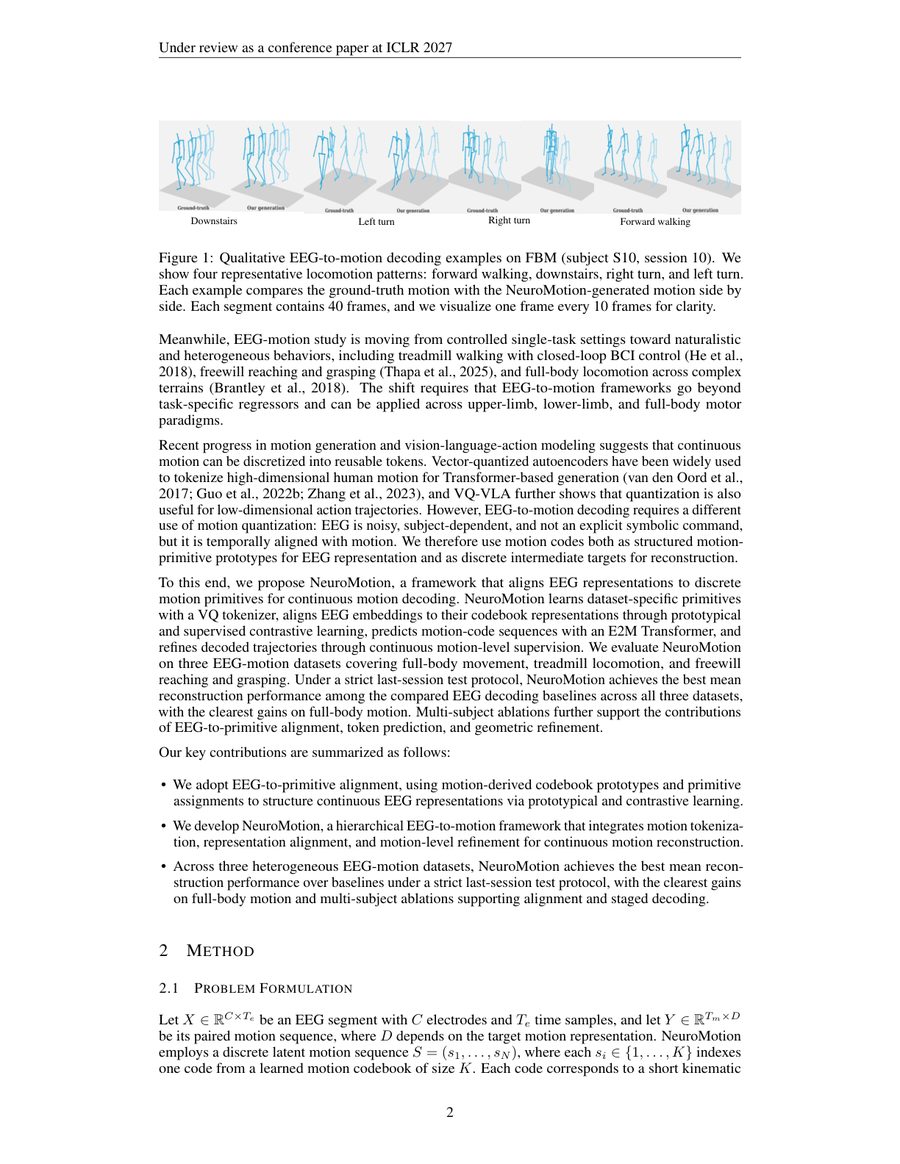 Under review as a conference paper at ICLR 2027
Ground-truth Our generation Ground-truth Our generation Ground-truth Our generation Ground-truth Our generation
Downstairs Left turn Right turn Forward walking
Figure 1: Qualitative EEG-to-motion decoding examples on FBM (subject S10, session 10). We
show four representative locomotion patterns: forward walking, downstairs, right turn, and left turn.
Each example compares the ground-truth motion with the NeuroMotion-generated motion side by
side. Each segment contains 40 frames, and we visualize one frame every 10 frames for clarity.
Meanwhile, EEG-motion study is moving from controlled single-task settings toward naturalistic
and heterogeneous behaviors, including treadmill walking with closed-loop BCI control (He et al.,
2018), freewill reaching and grasping (Thapa et al., 2025), and full-body locomotion across complex
terrains (Brantley et al., 2018). The shift requires that EEG-to-motion frameworks go beyond
task-specific regressors and can be applied across upper-limb, lower-limb, and full-body motor
paradigms.
Recent progress in motion generation and vision-language-action modeling suggests that continuous
motion can be discretized into reusable tokens. Vector-quantized autoencoders have been widely used
to tokenize high-dimensional human motion for Transformer-based generation (van den Oord et al.,
2017; Guo et al., 2022b; Zhang et al., 2023), and VQ-VLA further shows that quantization is also
useful for low-dimensional action trajectories. However, EEG-to-motion decoding requires a different
use of motion quantization: EEG is noisy, subject-dependent, and not an explicit symbolic command,
but it is temporally aligned with motion. We therefore use motion codes both as structured motion-
primitive prototypes for EEG representation and as discrete intermediate targets for reconstruction.
To this end, we propose NeuroMotion, a framework that aligns EEG representations to discrete
motion primitives for continuous motion decoding. NeuroMotion learns dataset-specific primitives
with a VQ tokenizer, aligns EEG embeddings to their codebook representations through prototypical
and supervised contrastive learning, predicts motion-code sequences with an E2M Transformer, and
refines decoded trajectories through continuous motion-level supervision. We evaluate NeuroMotion
on three EEG-motion datasets covering full-body movement, treadmill locomotion, and freewill
reaching and grasping. Under a strict last-session test protocol, NeuroMotion achieves the best mean
reconstruction performance among the compared EEG decoding baselines across all three datasets,
with the clearest gains on full-body motion. Multi-subject ablations further support the contributions
of EEG-to-primitive alignment, token prediction, and geometric refinement.
Our key contributions are summarized as follows:
• We adopt EEG-to-primitive alignment, using motion-derived codebook prototypes and primitive
assignments to structure continuous EEG representations via prototypical and contrastive learning.
• We develop NeuroMotion, a hierarchical EEG-to-motion framework that integrates motion tokeniza-
tion, representation alignment, and motion-level refinement for continuous motion reconstruction.
• Across three heterogeneous EEG-motion datasets, NeuroMotion achieves the best mean recon-
struction performance over baselines under a strict last-session test protocol, with the clearest gains
on full-body motion and multi-subject ablations supporting alignment and staged decoding.
2 METHOD
2.1 PROBLEM FORMULATION
Let X ∈ ℝ^{C×T_e} be an EEG segment with C electrodes and T_e time samples, and let Y ∈ ℝ^{T_m×D}
be its paired motion sequence, where D depends on the target motion representation. NeuroMotion
employs a discrete latent motion sequence S = (s_1, . . . , s_N), where each s_i ∈ {1, . . . , K} indexes
one code from a learned motion codebook of size K. Each code corresponds to a short kinematic
2